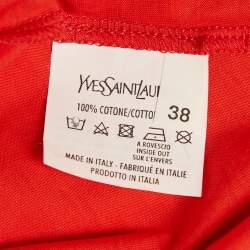 YVESSAINTLAU
100% COTONE/COTTO
38
A ROVESCIO
INSIDE OUT
SUR L'ENVERS
MADE IN ITALY - FABRIQUÉ EN ITALIE
PRODOTTO IN ITALIA